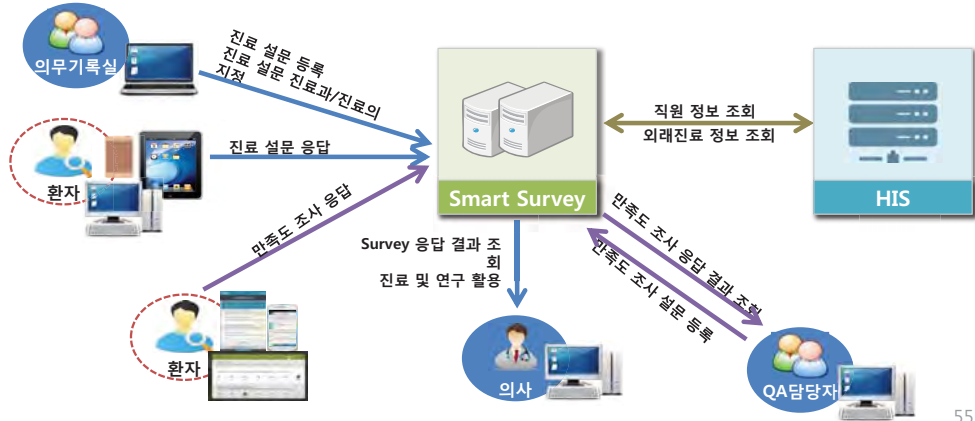 의무기록실
진료 설문 등록
진료 설문 진료과/진료의
지정
직원 정보 조회
외래진료 정보 조회
진료 설문 응답
환자
Smart Survey
HIS
만족도 조사 응답
Survey 응답 결과 조
회
진료 및 연구 활용
만족도 조사 응답 결과 조회
만족도 조사 설문 등록
환자
의사
QA담당자
55